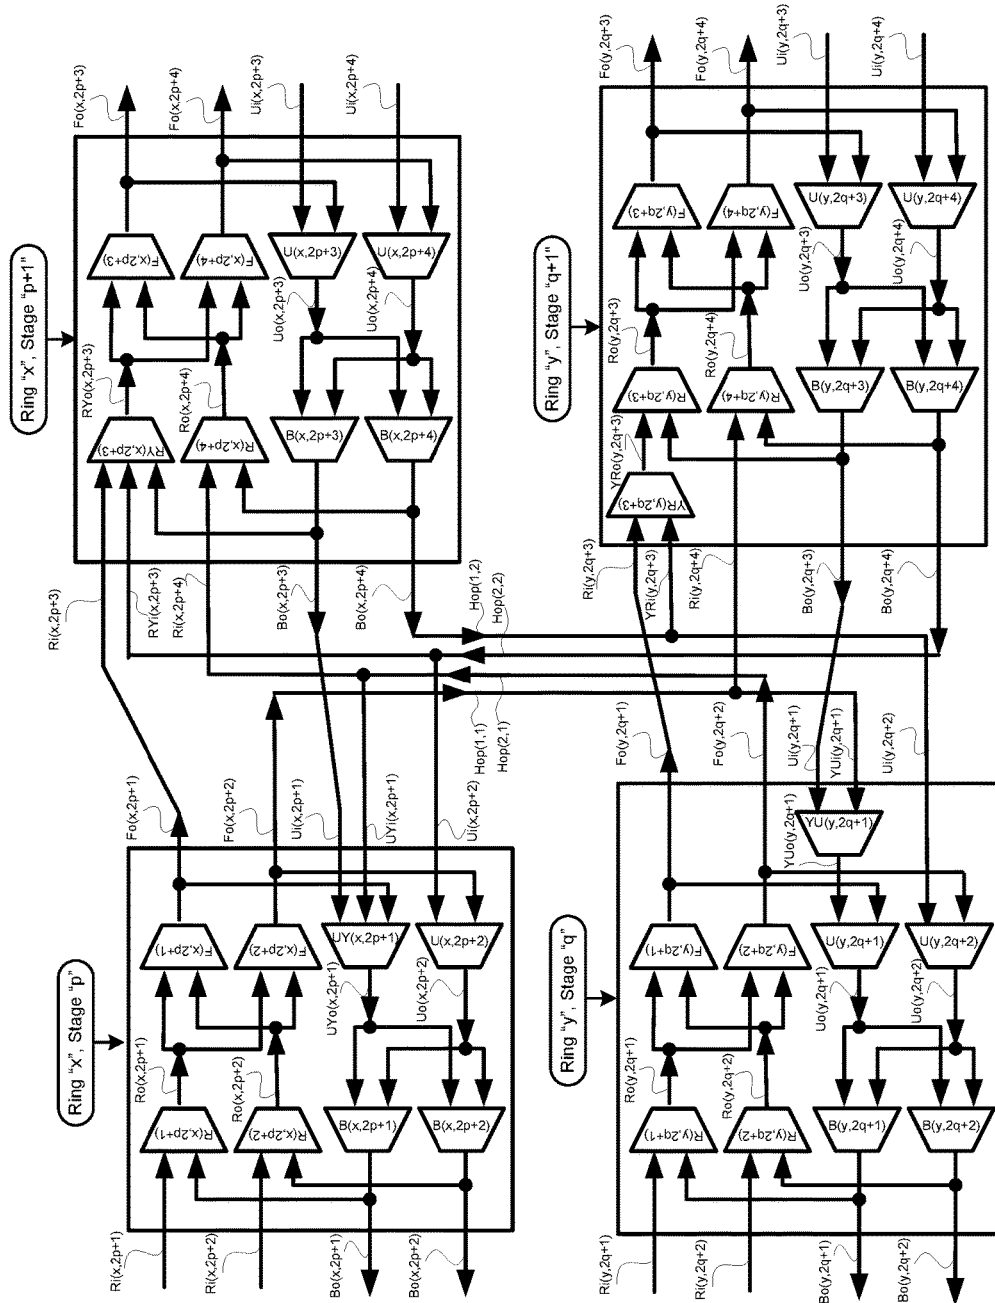 Ring "x", Stage "p+1"
Fo(x,2p+3)
Fo(x,2p+4)
Ui(x,2p+3)
Ui(x,2p+4)
F(x,2p+3)
F(x,2p+4)
U(x,2p+3)
U(x,2p+4)
RYo(x,2p+3)
Ro(x,2p+4)
Uo(x,2p+3)
Uo(x,2p+4)
RY(x,2p+3)
R(x,2p+4)
B(x,2p+3)
B(x,2p+4)
Ri(x,2p+3)
RYi(x,2p+3)
Ri(x,2p+4)
Bo(x,2p+3)
Bo(x,2p+4)
Ring "y", Stage "q+1"
Fo(y,2q+3)
Fo(y,2q+4)
Ui(y,2q+3)
Ui(y,2q+4)
F(y,2q+3)
F(y,2q+4)
U(y,2q+3)
U(y,2q+4)
Ro(y,2q+3)
Ro(y,2q+4)
Uo(y,2q+3)
Uo(y,2q+4)
R(y,2q+3)
R(y,2q+4)
B(y,2q+3)
B(y,2q+4)
YRo(y,2q+3)
YR(y,2q+3)
Ri(y,2q+3)
YRi(y,2q+3)
Ri(y,2q+4)
Bo(y,2q+3)
Bo(y,2q+4)
Hop(1,2)
Hop(2,2)
Hop(1,1)
Hop(2,1)
Ring "x", Stage "p"
Fo(x,2p+1)
Fo(x,2p+2)
Ui(x,2p+1)
UYi(x,2p+1)
Ui(x,2p+2)
F(x,2p+1)
F(x,2p+2)
UY(x,2p+1)
U(x,2p+2)
Ro(x,2p+1)
Ro(x,2p+2)
UYo(x,2p+1)
Uo(x,2p+2)
R(x,2p+1)
R(x,2p+2)
B(x,2p+1)
B(x,2p+2)
Ri(x,2p+1)
Ri(x,2p+2)
Bo(x,2p+1)
Bo(x,2p+2)
Ring "y", Stage "q"
Fo(y,2q+1)
Fo(y,2q+2)
Ui(y,2q+1)
YUi(y,2q+1)
Ui(y,2q+2)
YU(y,2q+1)
YUo(y,2q+1)
F(y,2q+1)
F(y,2q+2)
U(y,2q+1)
U(y,2q+2)
Ro(y,2q+1)
Ro(y,2q+2)
Uo(y,2q+1)
Uo(y,2q+2)
R(y,2q+1)
R(y,2q+2)
B(y,2q+1)
B(y,2q+2)
Ri(y,2q+1)
Ri(y,2q+2)
Bo(y,2q+1)
Bo(y,2q+2)